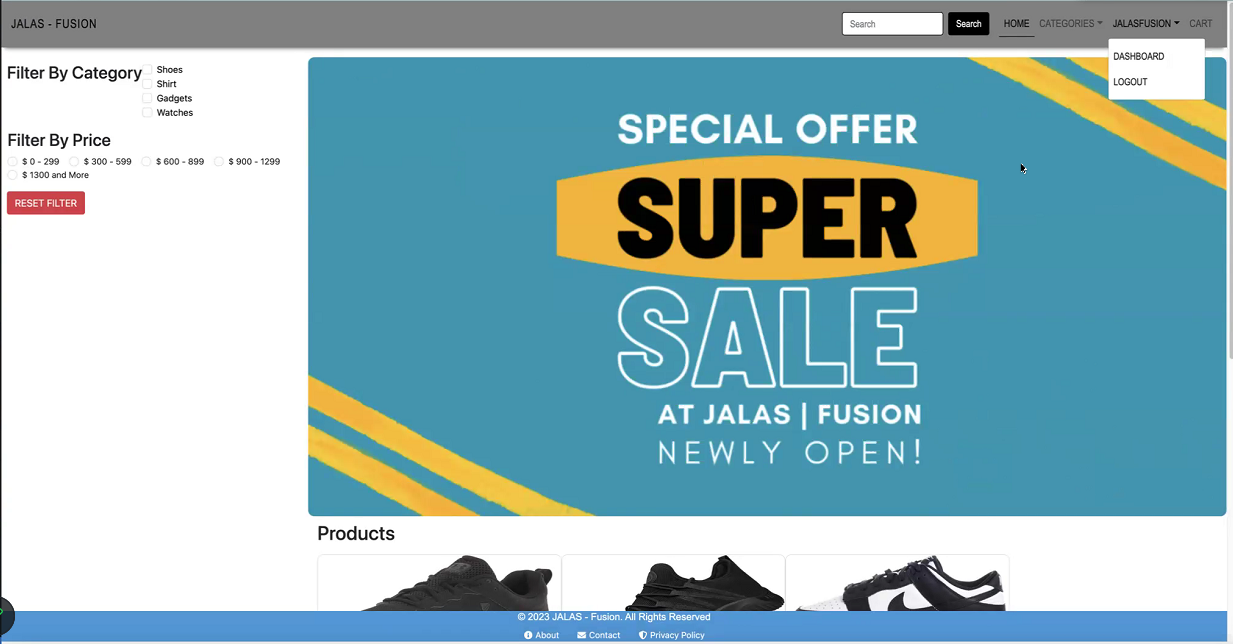 JALAS - FUSION
Search
Search
HOME
CATEGORIES
JALASFUSION
CART
DASHBOARD
LOGOUT
Filter By Category
Shoes
Shirt
Gadgets
Watches
Filter By Price
$ 0 - 299
$ 300 - 599
$ 600 - 899
$ 900 - 1299
$ 1300 and More
RESET FILTER
SPECIAL OFFER
SUPER
SALE
AT JALAS | FUSION
NEWLY OPEN!
Products
© 2023 JALAS - Fusion. All Rights Reserved
About
Contact
Privacy Policy